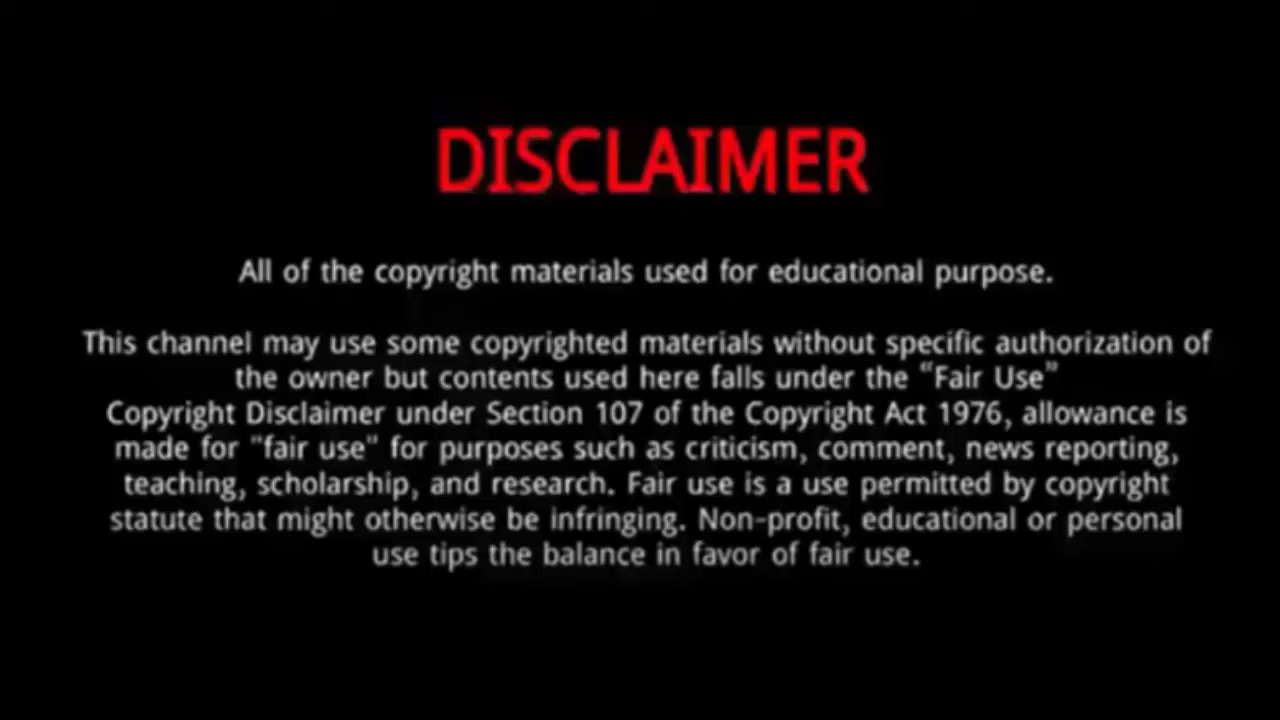 DISCLAIMER
All of the copyright materials used for educational purpose.
This channel may use some copyrighted materials without specific authorization of
the owner but contents used here falls under the “Fair Use”
Copyright Disclaimer under Section 107 of the Copyright Act 1976, allowance is
made for "fair use" for purposes such as criticism, comment, news reporting,
teaching, scholarship, and research. Fair use is a use permitted by copyright
statute that might otherwise be infringing. Non-profit, educational or personal
use tips the balance in favor of fair use.